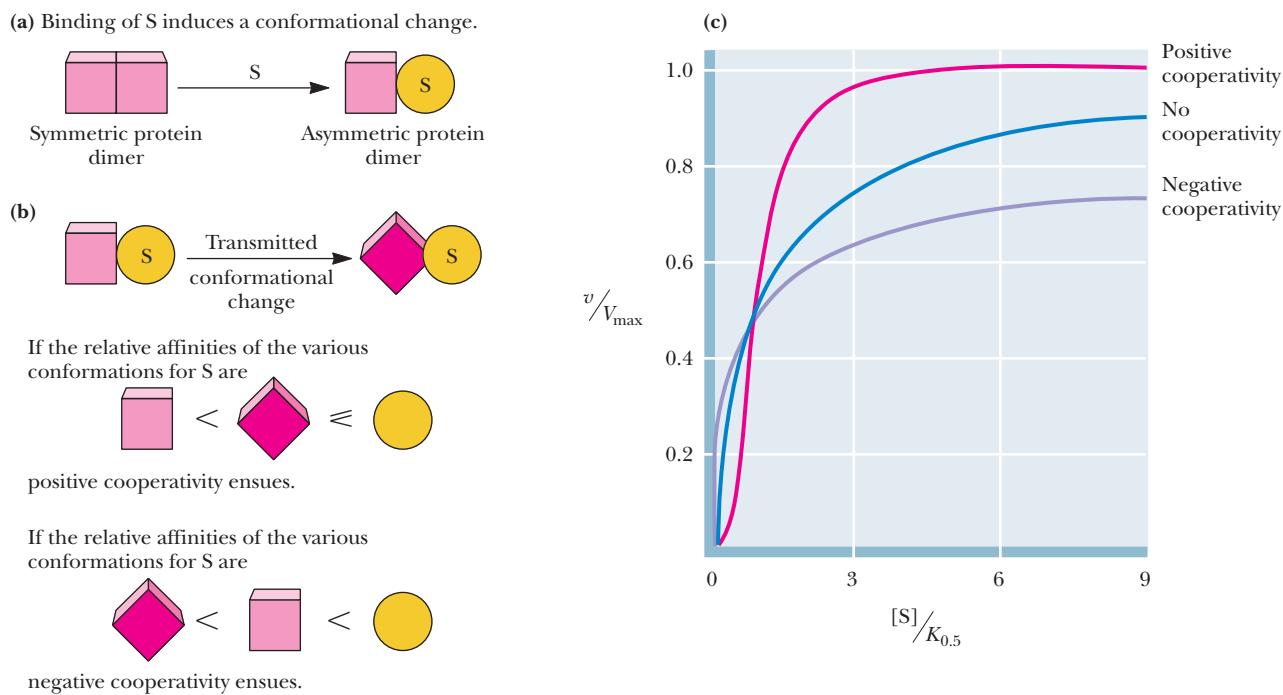 (a) Binding of S induces a conformational change.
S
S
Symmetric protein
dimer
Asymmetric protein
dimer
(b)
S
Transmitted
conformational
change
S
If the relative affinities of the various
conformations for S are
< ⩽
positive cooperativity ensues.
If the relative affinities of the various
conformations for S are
< <
negative cooperativity ensues.
(c)
Positive
cooperativity
No
cooperativity
Negative
cooperativity
1.0
0.8
0.6
0.4
0.2
v/Vmax
0 3 6 9
[S]/K0.5